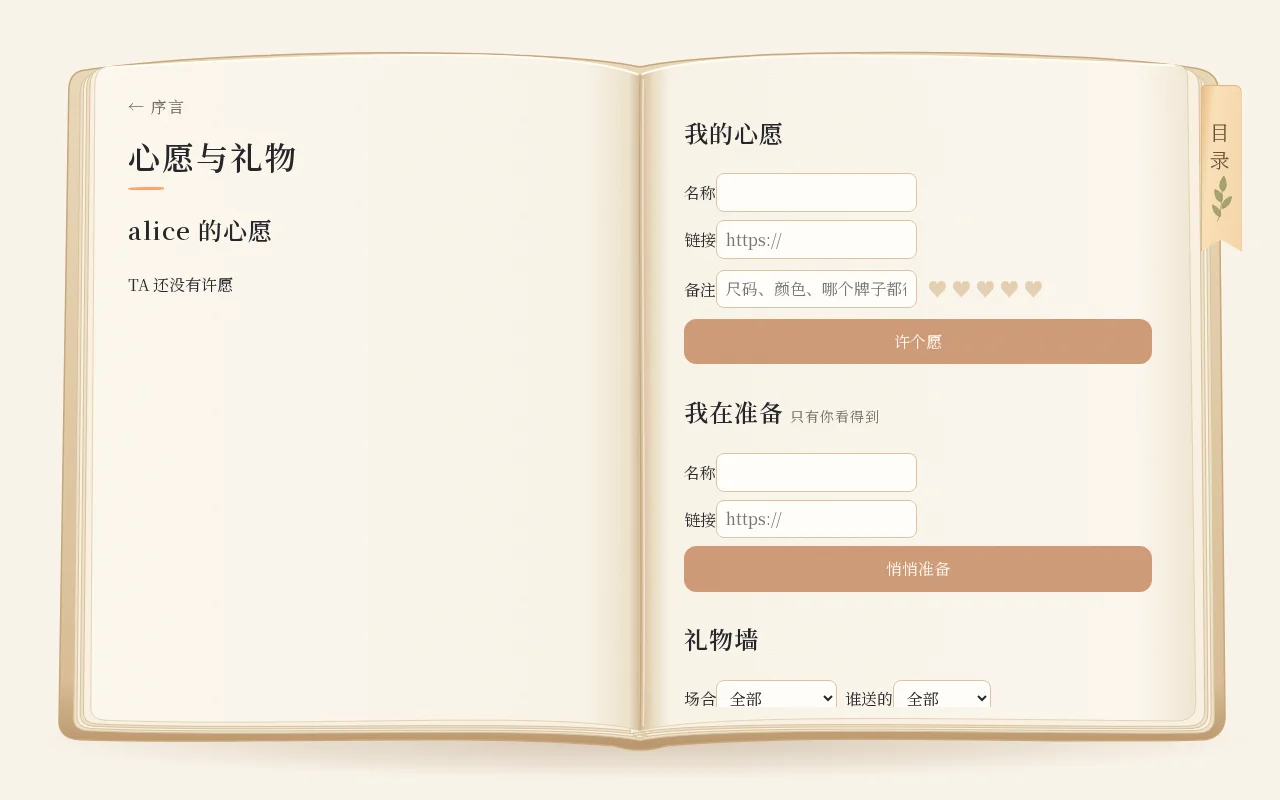 ← 序言
心愿与礼物
alice 的心愿
TA 还没有许愿
我的心愿
名称
链接 https://
备注 尺码、颜色、哪个牌子都
许个愿
我在准备 只有你看得到
名称
链接 https://
悄悄准备
礼物墙
场合 全部 谁送的 全部
目录